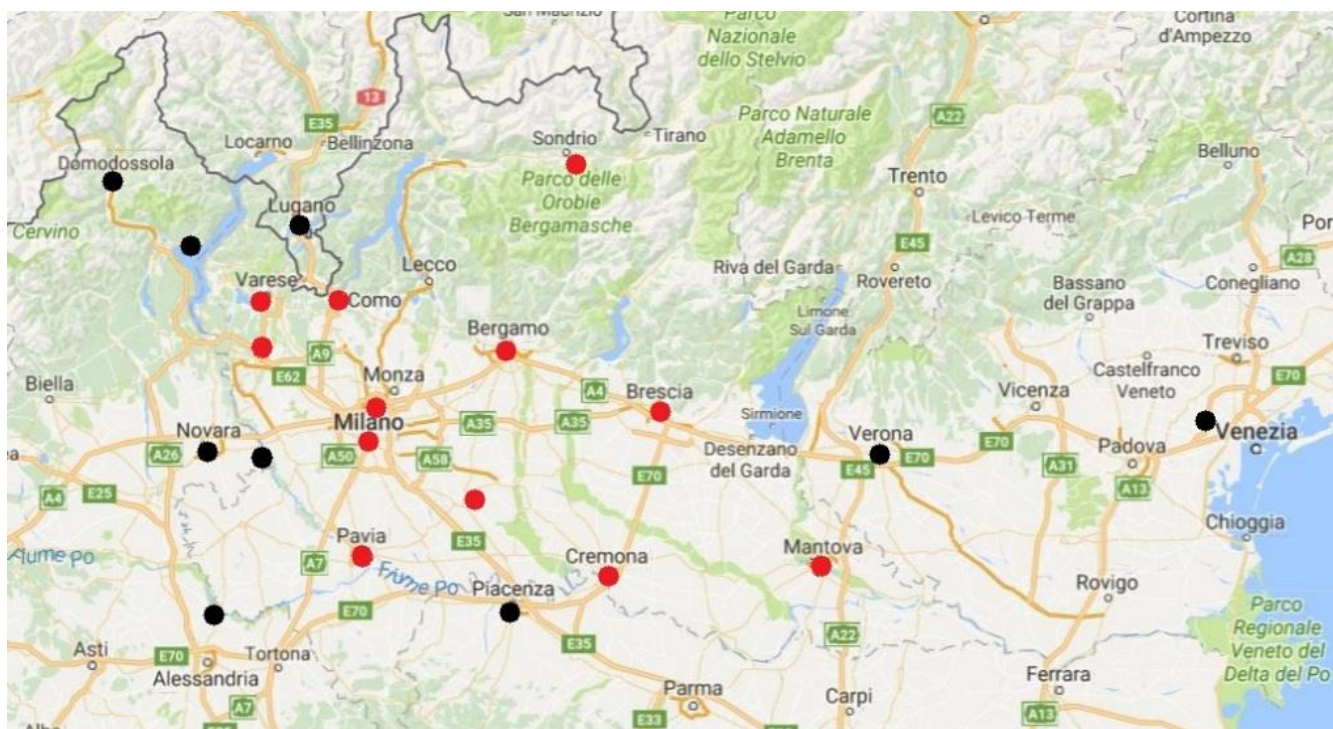 San Maurizio
Parco
Nazionale
dello Stelvio
Cortina
d'Ampezzo
13
E35
A22
Locarno
Bellinzona
Sondrio
Tirano
Parco Naturale
Adamello
Brenta
Domodossola
Belluno
Trento
Parco delle
Orobie
Bergamasche
Lugano
Levico Terme
Cervino
Por
E45
A28
Lecco
Riva del Garda
Rovereto
Varese
Como
Bassano
del Grappa
Conegliano
Limone
Sul Garda
Bergamo
Treviso
A9
E62
Castelfranco
Veneto
E70
Biella
Monza
A4
Brescia
Vicenza
Novara
Milano
A35
A35
Sirmione
Verona
E70
Padova
Venezia
A26
A50
A58
Desenzano
del Garda
E45
E70
A31
A13
A4
E25
E70
Chioggia
Pavia
E35
Mantova
Fiume Po
A7
Fiume Po
Cremona
Piacenza
Rovigo
E70
Parco
Regionale
Veneto del
Delta del Po
A22
E35
Asti
E70
Tortona
Alessandria
Ferrara
Parma
Carpi
A7
E33
A13